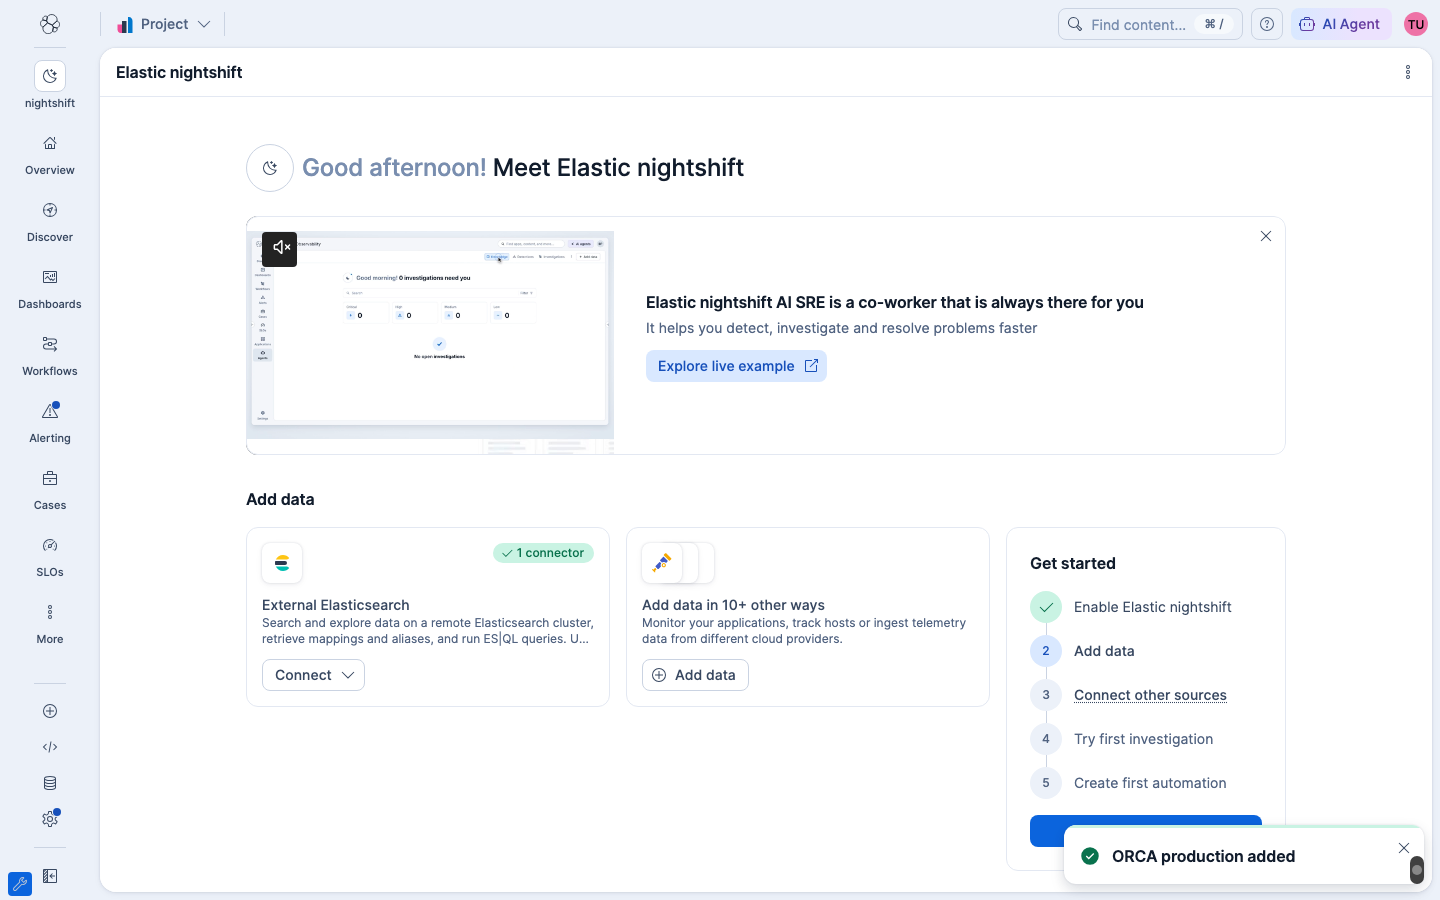 Project
Find content...
⌘ /
AI Agent
TU
nightshift
Overview
Discover
Dashboards
Workflows
Alerting
Cases
SLOs
More
Elastic nightshift
Good afternoon! Meet Elastic nightshift
Good morning! 0 investigations need you
0
0
0
0
No open investigations
Elastic nightshift AI SRE is a co-worker that is always there for you
It helps you detect, investigate and resolve problems faster
Explore live example
Add data
1 connector
External Elasticsearch
Search and explore data on a remote Elasticsearch cluster,
retrieve mappings and aliases, and run ES|QL queries. U...
Connect
Add data in 10+ other ways
Monitor your applications, track hosts or ingest telemetry
data from different cloud providers.
Add data
Get started
Enable Elastic nightshift
2 Add data
3 Connect other sources
4 Try first investigation
5 Create first automation
ORCA production added